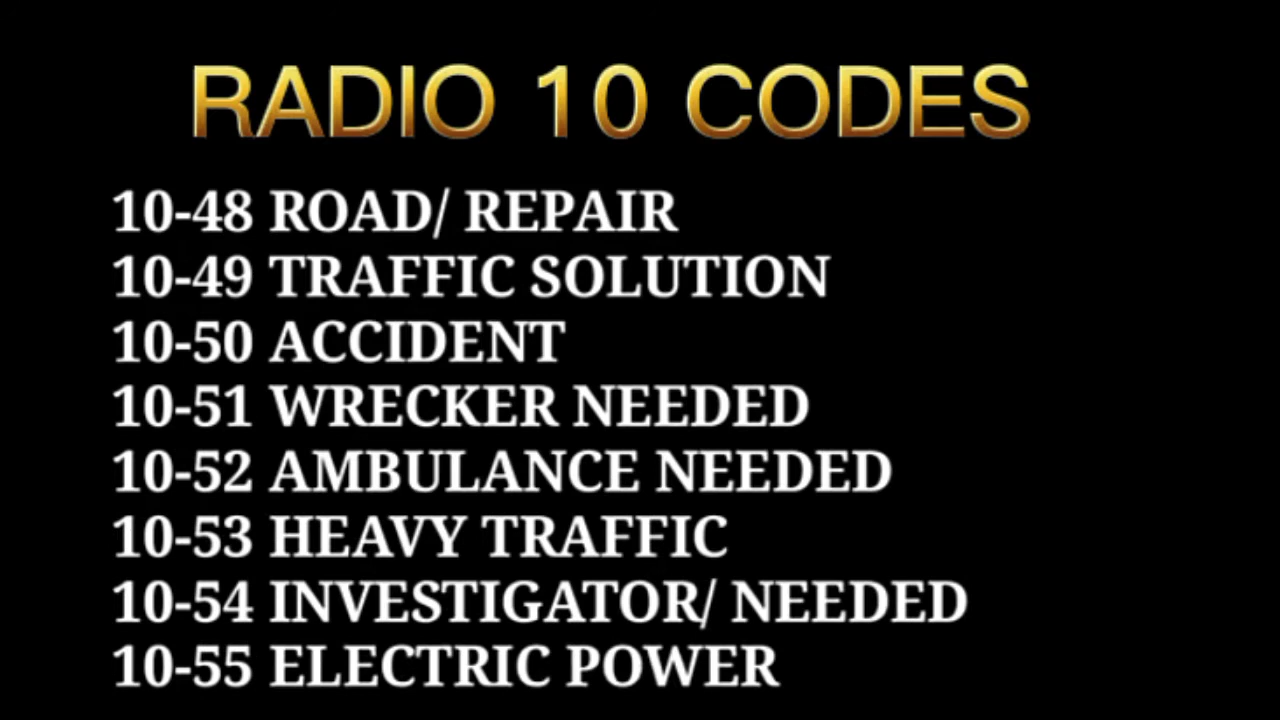 RADIO 10 CODES
10-48 ROAD/ REPAIR
10-49 TRAFFIC SOLUTION
10-50 ACCIDENT
10-51 WRECKER NEEDED
10-52 AMBULANCE NEEDED
10-53 HEAVY TRAFFIC
10-54 INVESTIGATOR/ NEEDED
10-55 ELECTRIC POWER